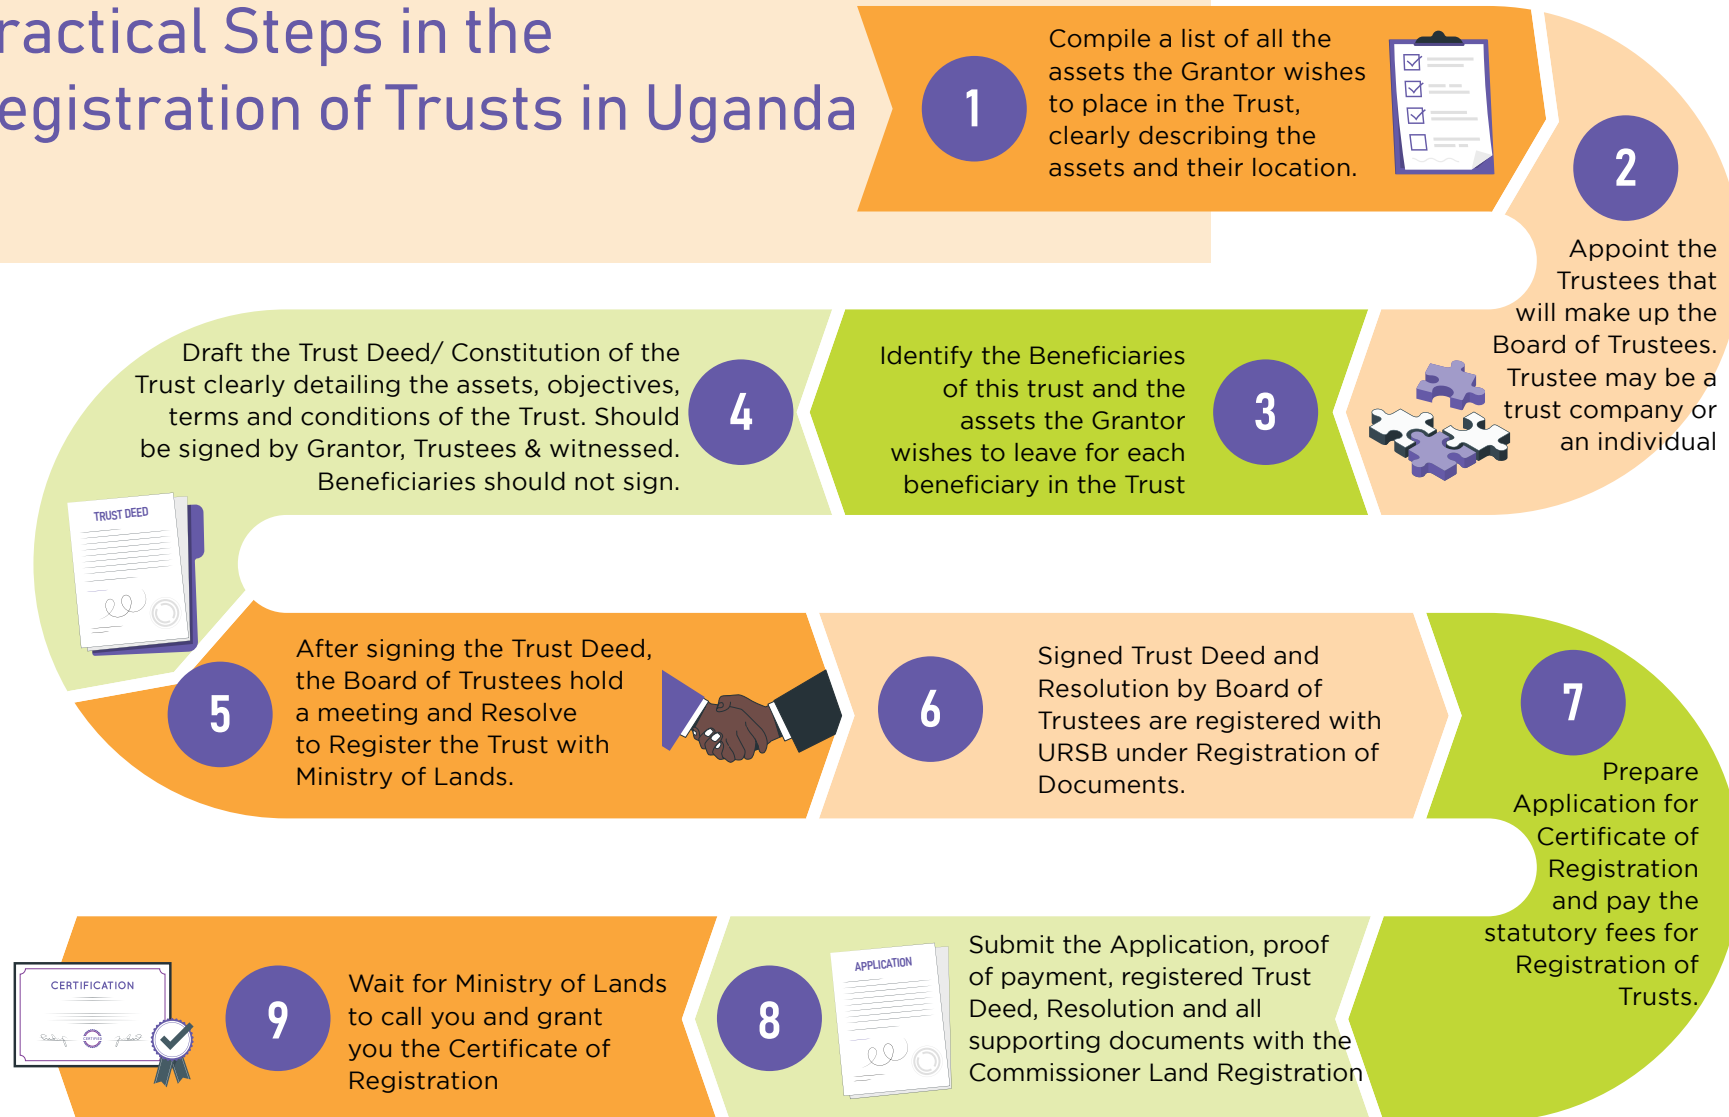 ractical Steps in the
egistration of Trusts in Uganda
1
Compile a list of all the
assets the Grantor wishes
to place in the Trust,
clearly describing the
assets and their location.
2
Appoint the
Trustees that
will make up the
Board of Trustees.
Trustee may be a
trust company or
an individual
3
Identify the Beneficiaries
of this trust and the
assets the Grantor
wishes to leave for each
beneficiary in the Trust
4
Draft the Trust Deed/ Constitution of the
Trust clearly detailing the assets, objectives,
terms and conditions of the Trust. Should
be signed by Grantor, Trustees & witnessed.
Beneficiaries should not sign.
TRUST DEED
5
After signing the Trust Deed,
the Board of Trustees hold
a meeting and Resolve
to Register the Trust with
Ministry of Lands.
6
Signed Trust Deed and
Resolution by Board of
Trustees are registered with
URSB under Registration of
Documents.
7
Prepare
Application for
Certificate of
Registration
and pay the
statutory fees for
Registration of
Trusts.
8
APPLICATION
Submit the Application, proof
of payment, registered Trust
Deed, Resolution and all
supporting documents with the
Commissioner Land Registration
9
Wait for Ministry of Lands
to call you and grant
you the Certificate of
Registration
CERTIFICATION
CERTIFIED